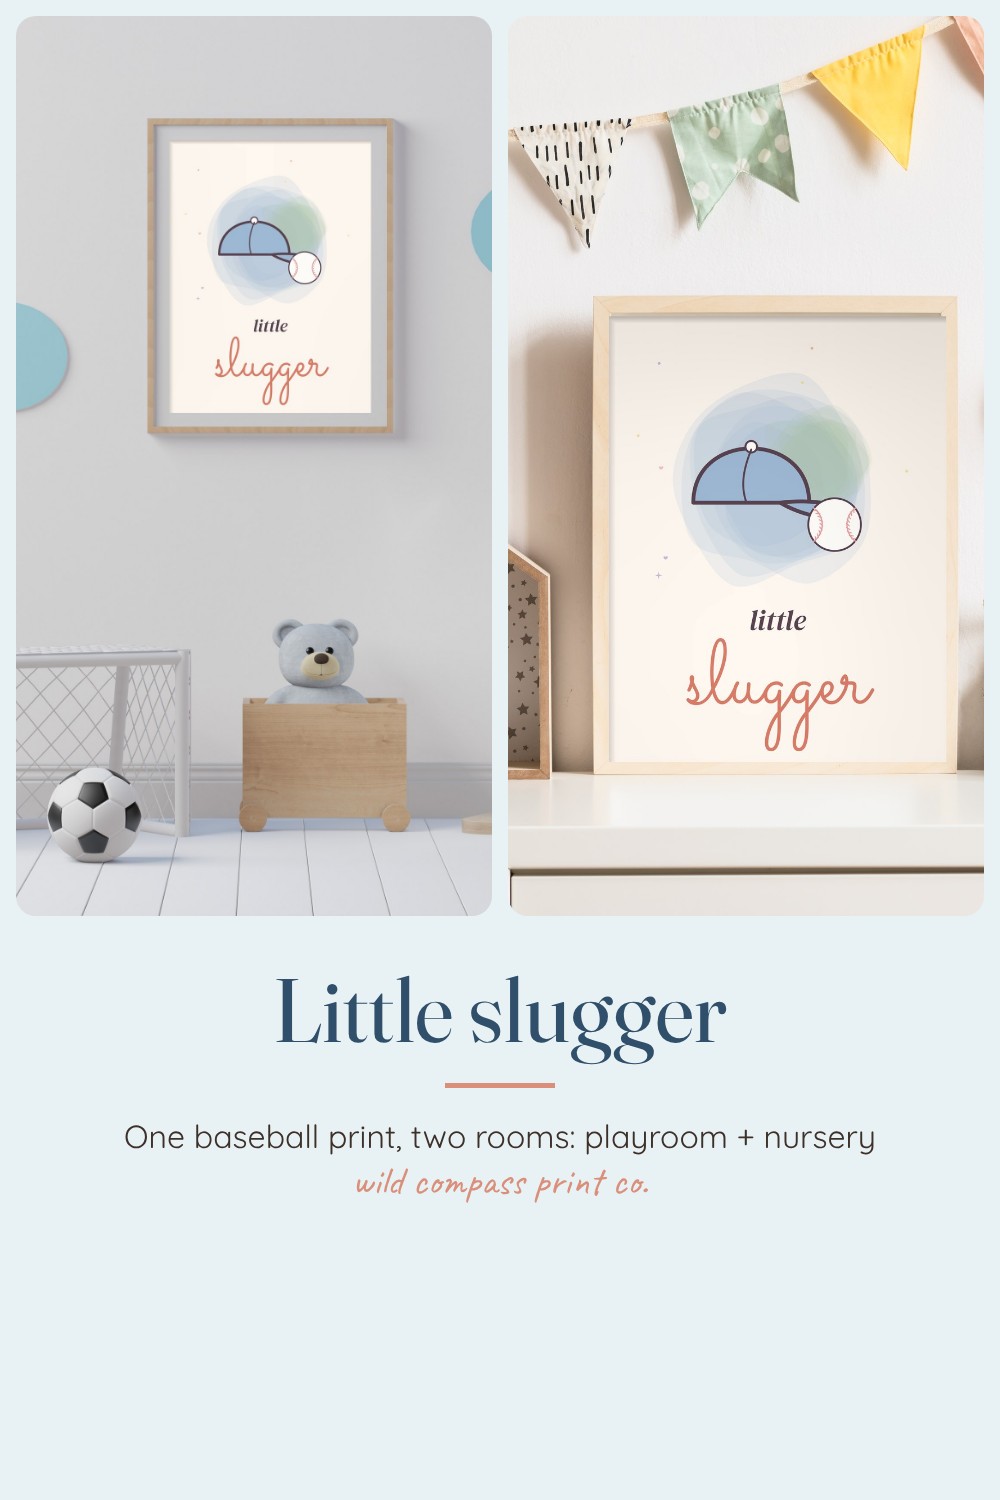 little
slugger
little
slugger
Little slugger
One baseball print, two rooms: playroom + nursery
wild compass print co.